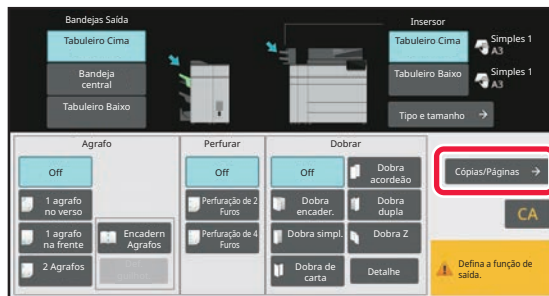 Bandejas Saída
Insersor
Tabuleiro Cima
Bandeja
central
Tabuleiro Baixo
Tabuleiro Cima
Simples 1
A3
Tabuleiro Baixo
Simples 1
A3
Tipo e tamanho
Agrafo
Off
1 agrafo
no verso
1 agrafo
na frente
2 Agrafos
Encadern
Agrafos
Perfurar
Off
Perfuração de 2
Furos
Perfuração de 4
Furos
Dobrar
Off
Dobra
acordeão
Dobra
encader.
Dobra
dupla
Dobra simpl.
Dobra Z
Dobra de
carta
Detalhe
Cópias/Páginas
CA
Defina a função de
saída.